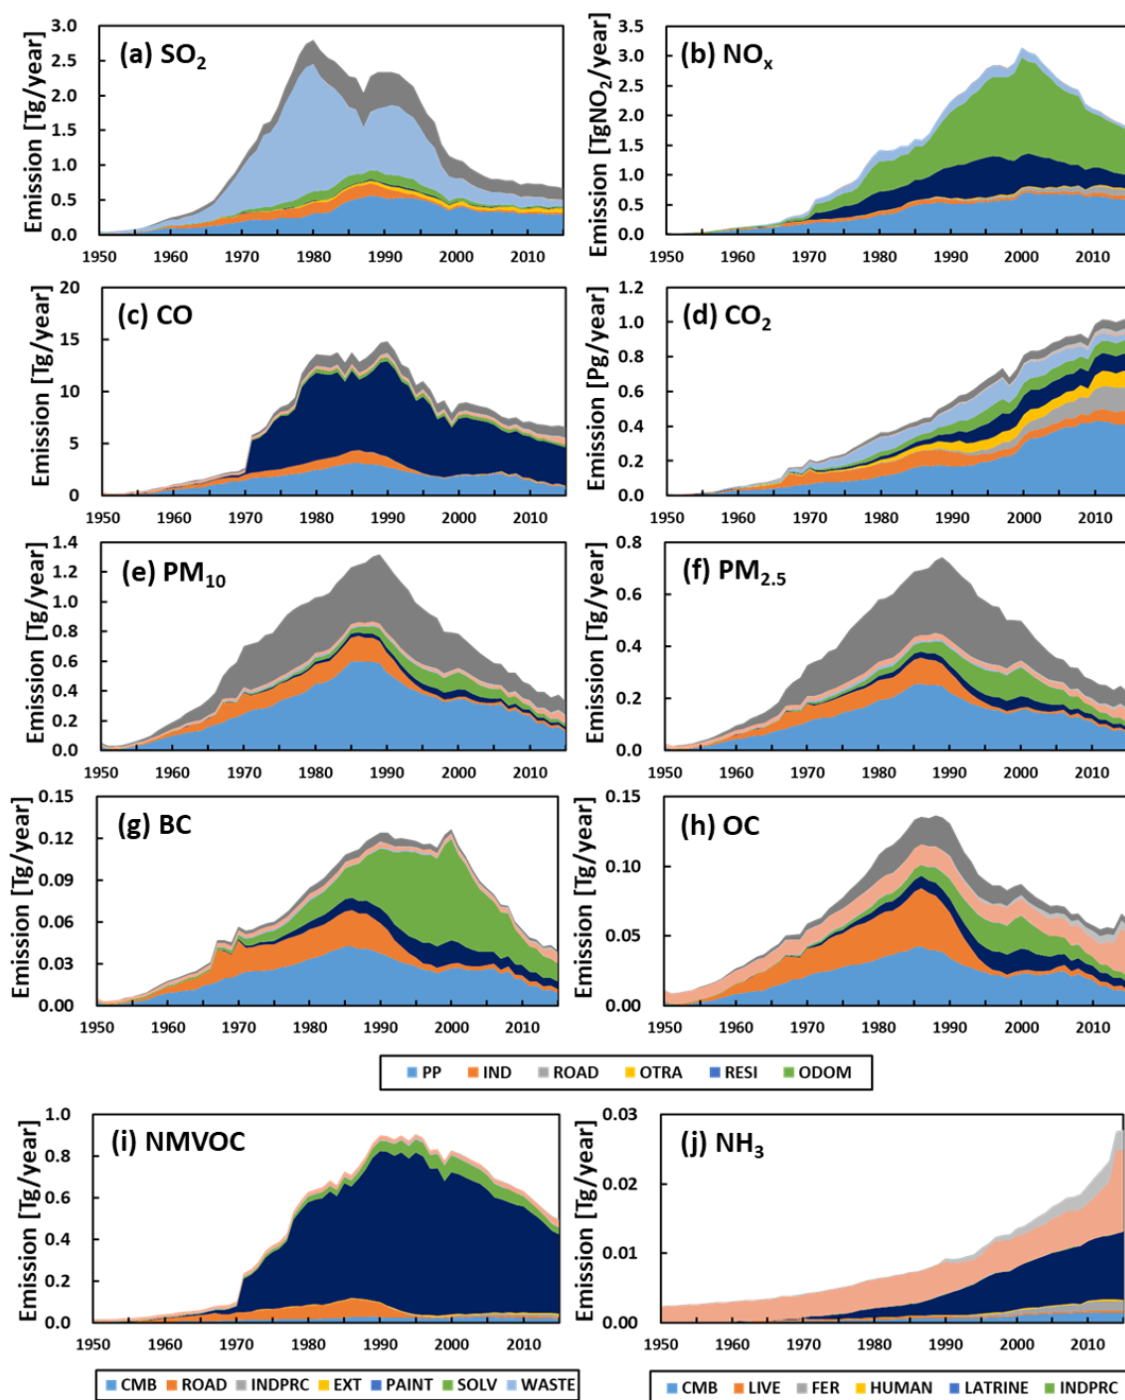 (a) SO2
Emission [Tg/year]
3.0
2.5
2.0
1.5
1.0
0.5
0.0
1950 1960 1970 1980 1990 2000 2010
(b) NOx
Emission [TgNO2/year]
3.5
3.0
2.5
2.0
1.5
1.0
0.5
0.0
1950 1960 1970 1980 1990 2000 2010
(c) CO
Emission [Tg/year]
20
15
10
5
0
1950 1960 1970 1980 1990 2000 2010
(d) CO2
Emission [Pg/year]
1.2
1.0
0.8
0.6
0.4
0.2
0.0
1950 1960 1970 1980 1990 2000 2010
(e) PM10
Emission [Tg/year]
1.4
1.2
1.0
0.8
0.6
0.4
0.2
0.0
1950 1960 1970 1980 1990 2000 2010
(f) PM2.5
Emission [Tg/year]
0.8
0.6
0.4
0.2
0.0
1950 1960 1970 1980 1990 2000 2010
(g) BC
Emission [Tg/year]
0.15
0.12
0.09
0.06
0.03
0.00
1950 1960 1970 1980 1990 2000 2010
(h) OC
Emission [Tg/year]
0.15
0.10
0.05
0.00
1950 1960 1970 1980 1990 2000 2010
PP IND ROAD OTRA RESI ODOM
(i) NMVOC
Emission [Tg/year]
1.0
0.8
0.6
0.4
0.2
0.0
1950 1960 1970 1980 1990 2000 2010
CMB ROAD INDPRC EXT PAINT SOLV WASTE
(j) NH3
Emission [Tg/year]
0.03
0.02
0.01
0.00
1950 1960 1970 1980 1990 2000 2010
CMB LIVE FER HUMAN LATRINE INDPRC